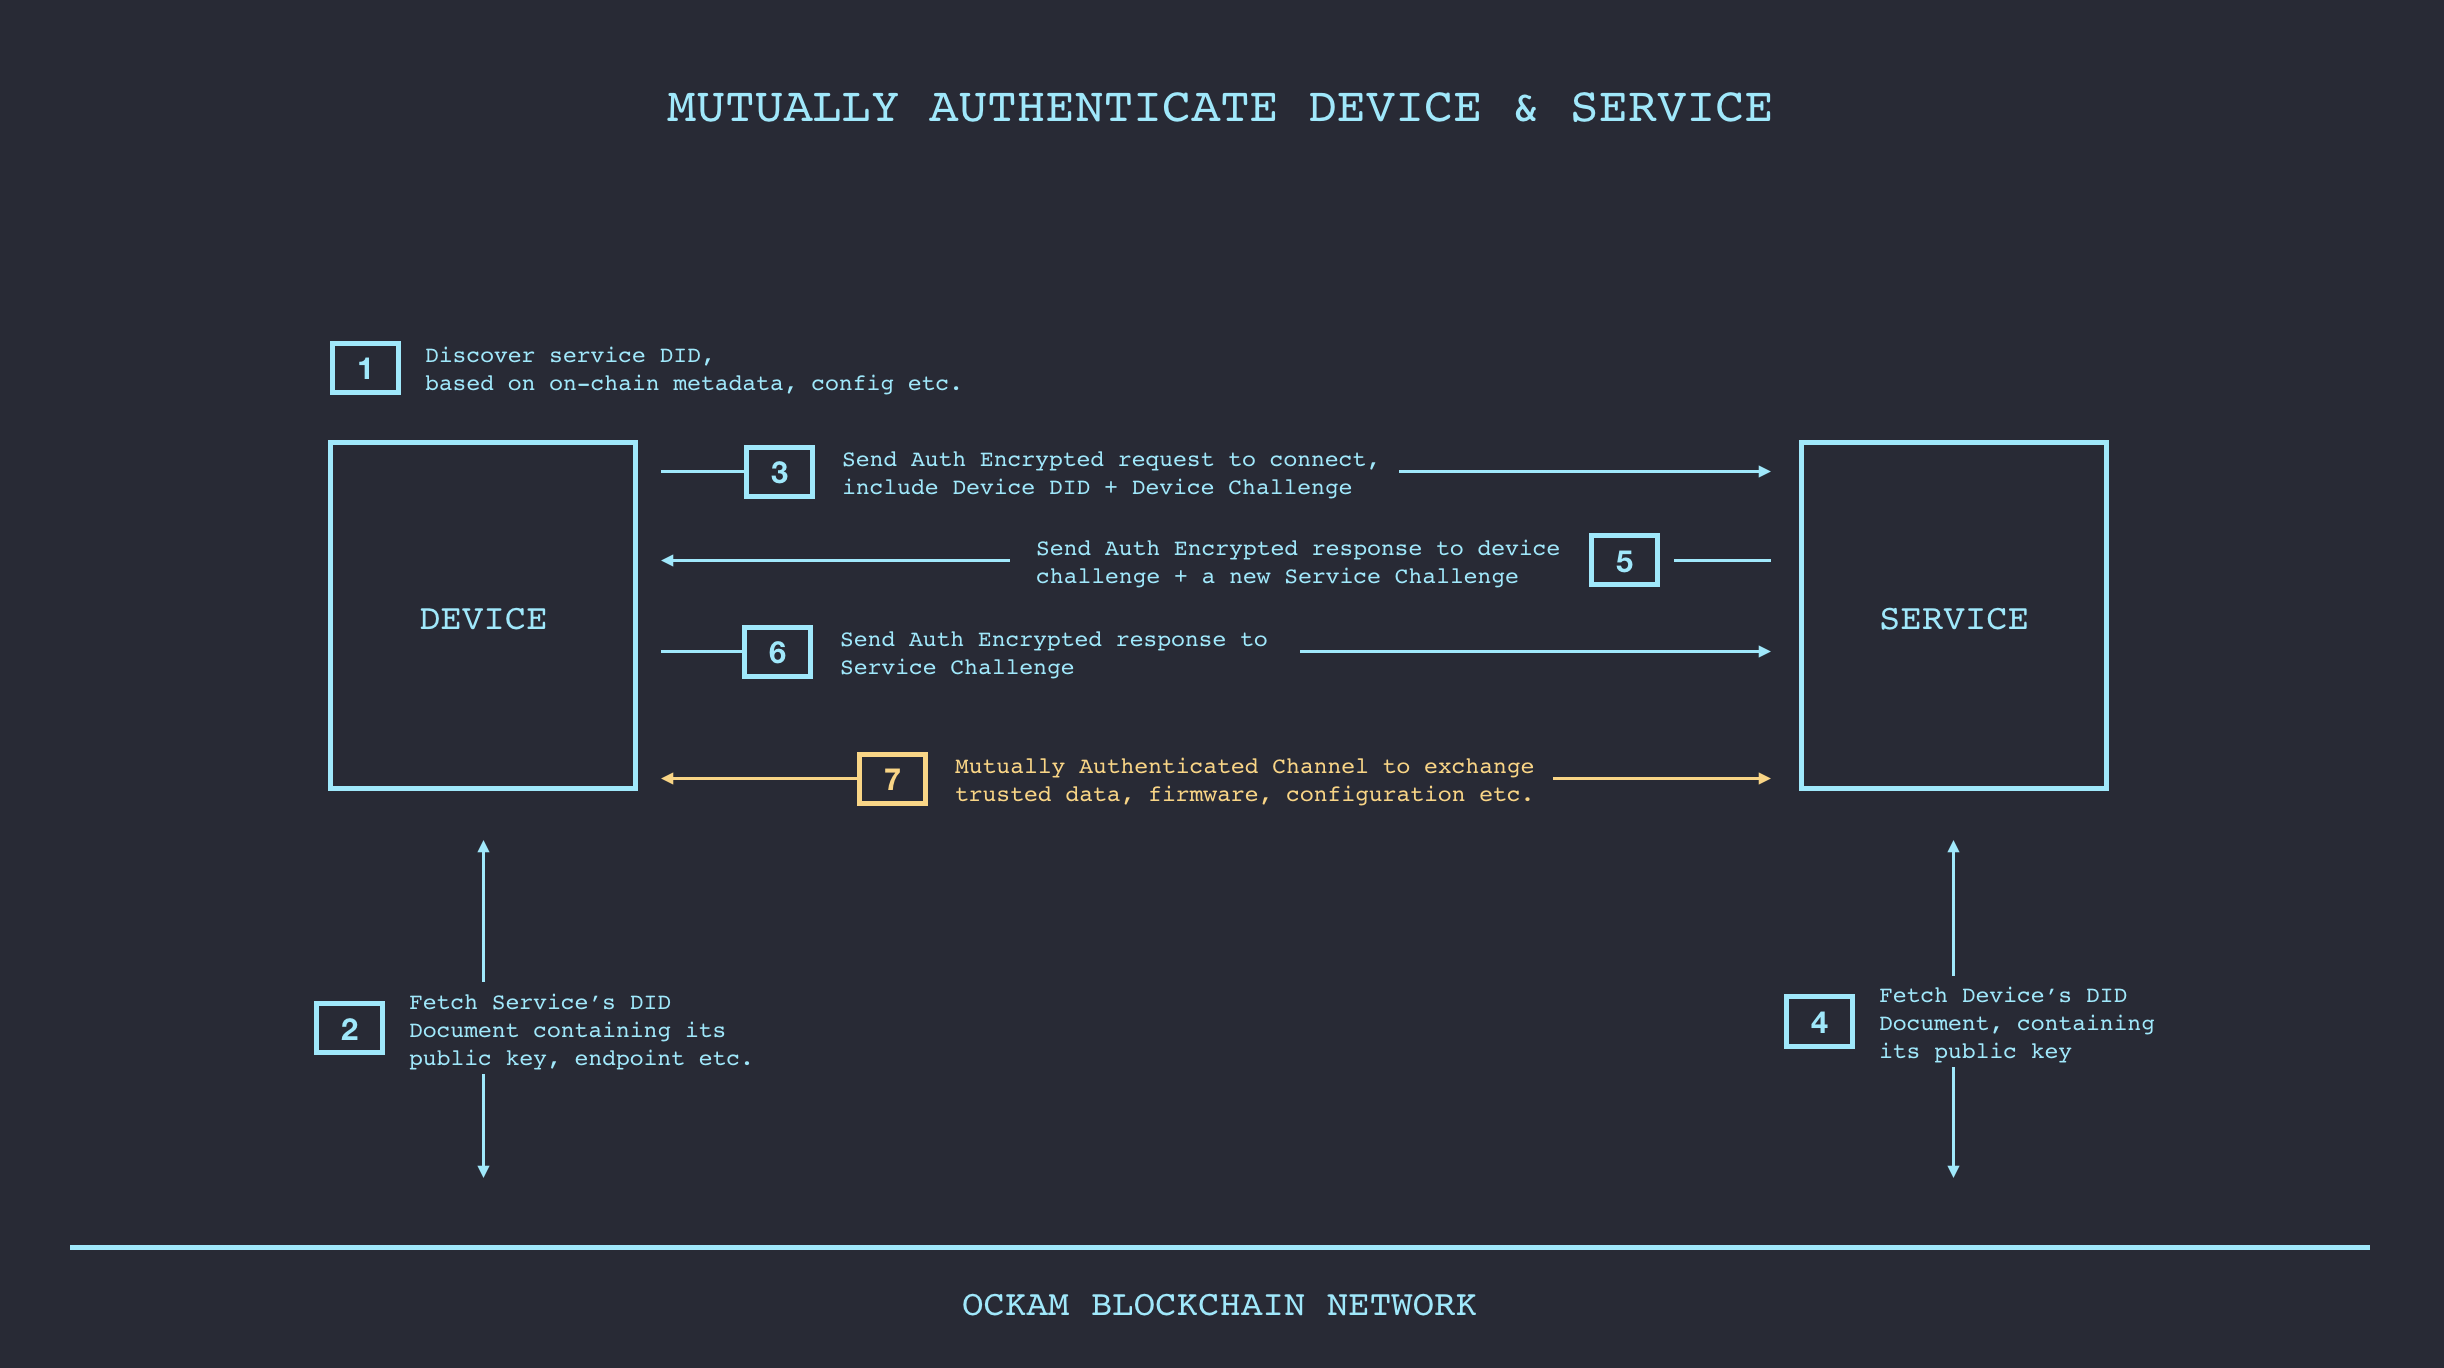 MUTUALLY AUTHENTICATE DEVICE & SERVICE
1
Discover service DID,
based on on-chain metadata, config etc.
3
Send Auth Encrypted request to connect,
include Device DID + Device Challenge
Send Auth Encrypted response to device
challenge + a new Service Challenge
5
DEVICE
SERVICE
6
Send Auth Encrypted response to
Service Challenge
7
Mutually Authenticated Channel to exchange
trusted data, firmware, configuration etc.
2
Fetch Service’s DID
Document containing its
public key, endpoint etc.
4
Fetch Device’s DID
Document, containing
its public key
OCKAM BLOCKCHAIN NETWORK